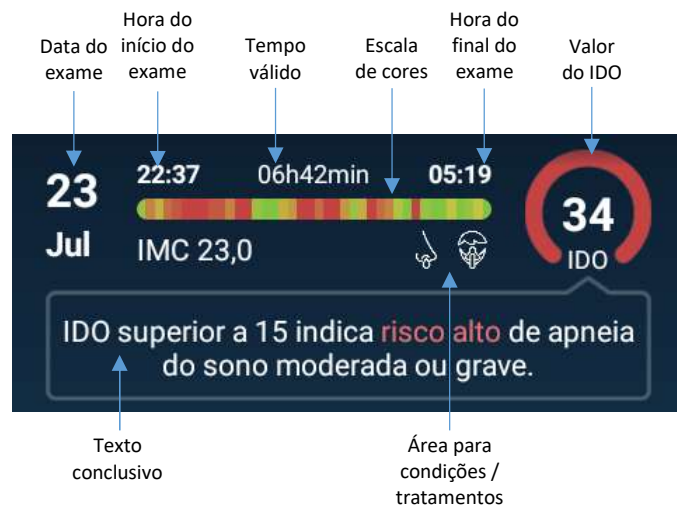 Data do
exame
Hora do
início do
exame
Tempo
válido
Escala
de cores
Hora do
final do
exame
Valor
do IDO
23
Jul
22:37
06h42min
05:19
IMC 23,0
34
IDO
IDO superior a 15 indica risco alto de apneia
do sono moderada ou grave.
Texto
conclusivo
Área para
condições /
tratamentos